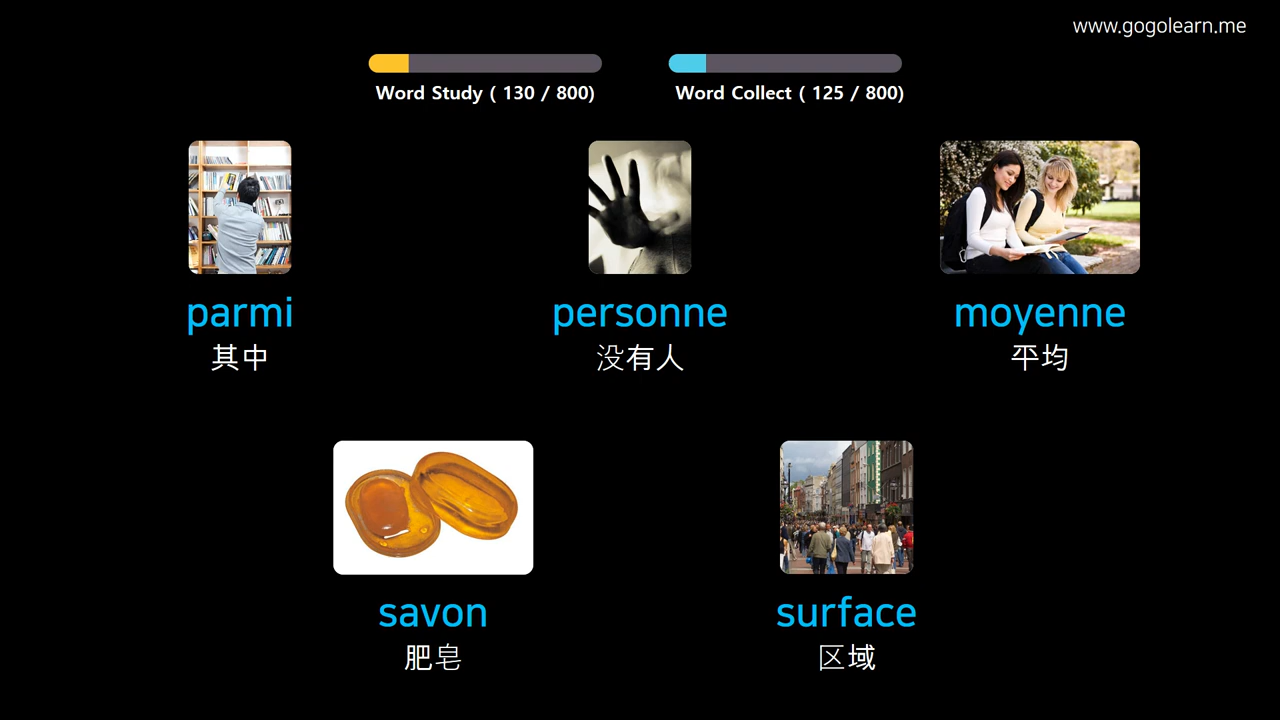 www.gogolearn.me
Word Study ( 130 / 800)
Word Collect ( 125 / 800)
parmi
其中
personne
没有人
moyenne
平均
savon
肥皂
surface
区域